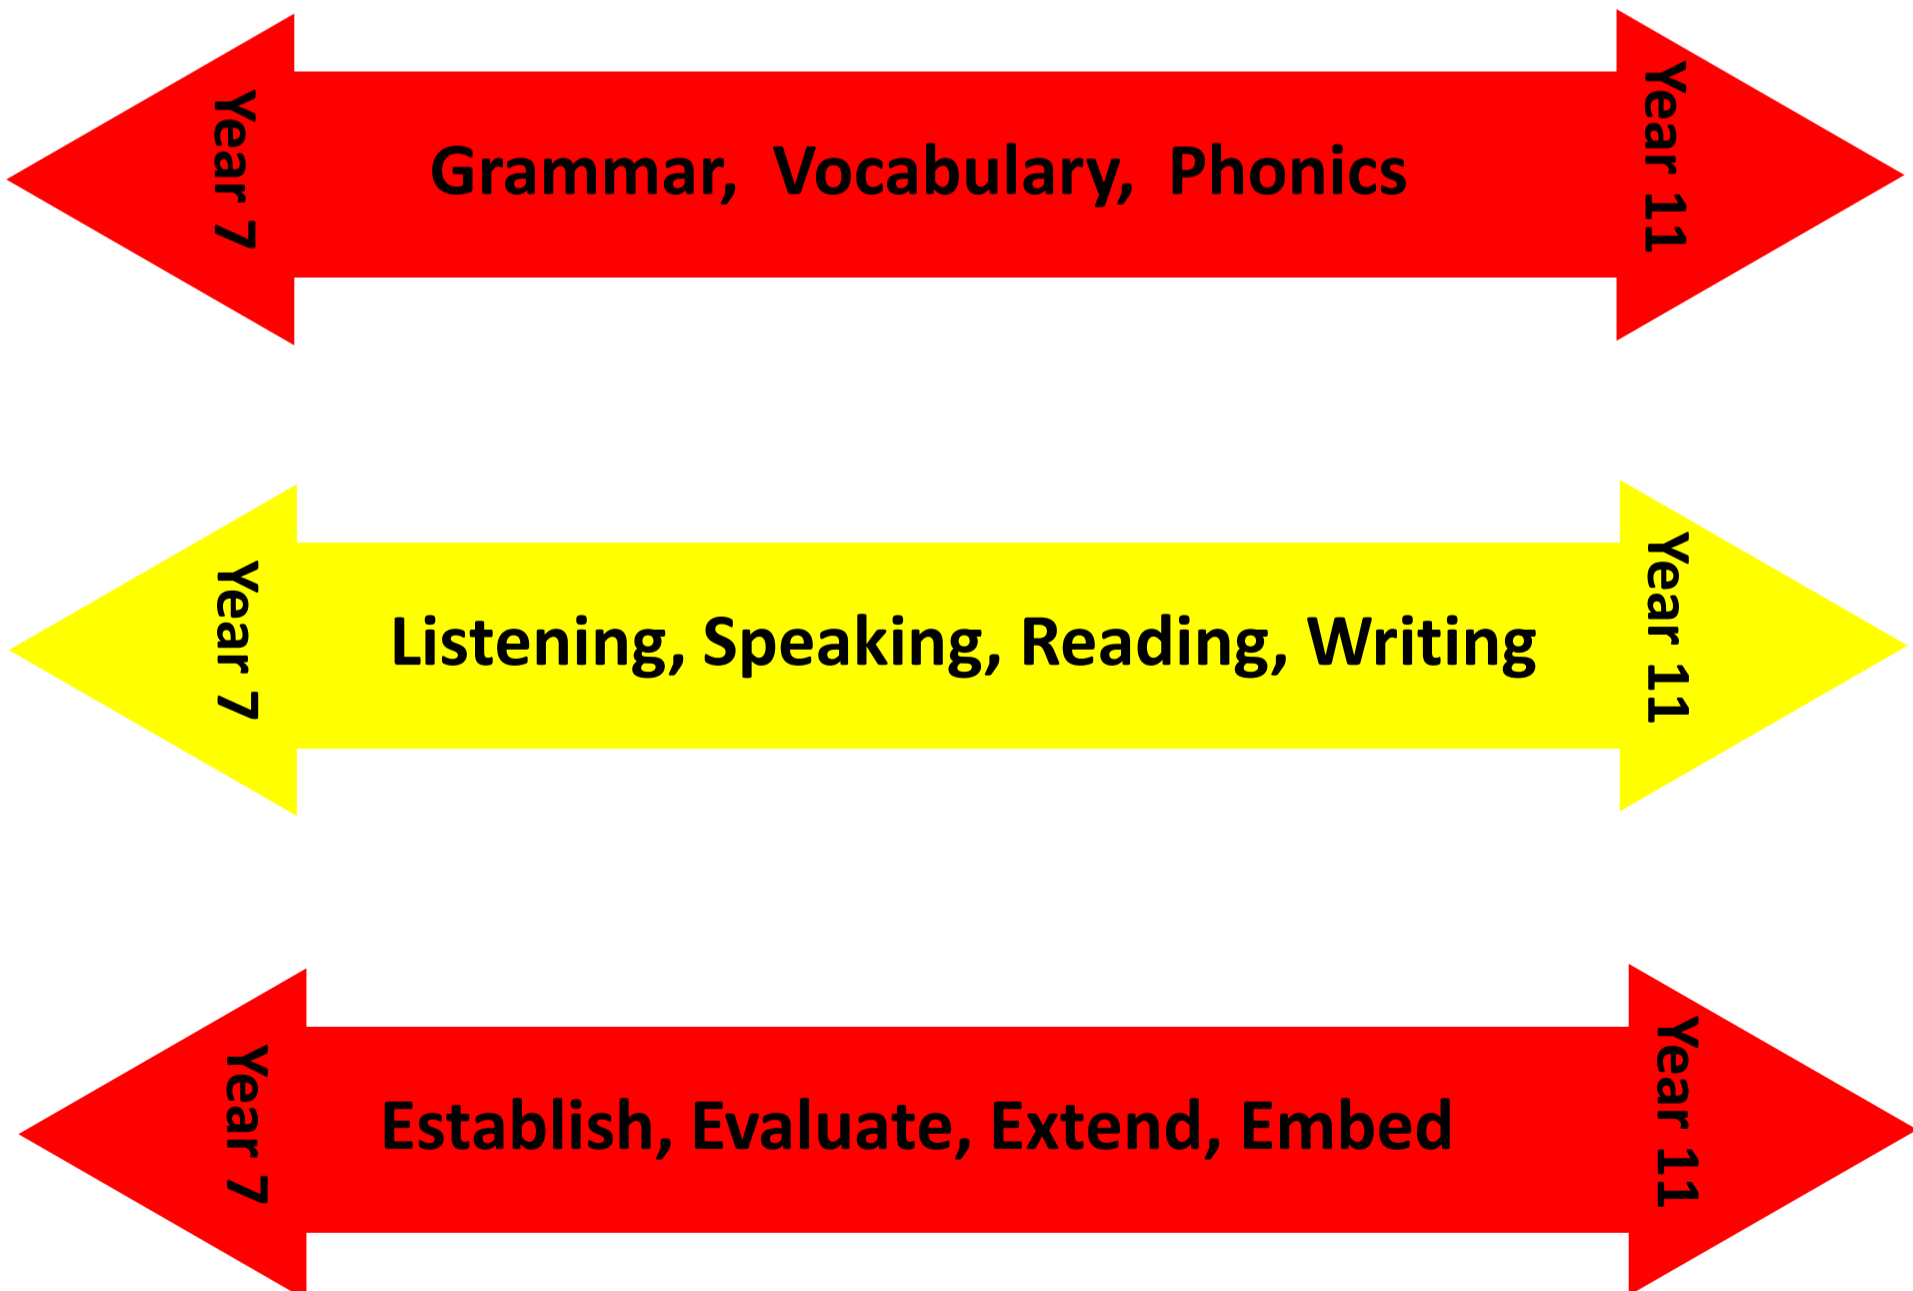 Year 7
Grammar, Vocabulary, Phonics
Year 11
Year 7
Listening, Speaking, Reading, Writing
Year 11
Year 7
Establish, Evaluate, Extend, Embed
Year 11